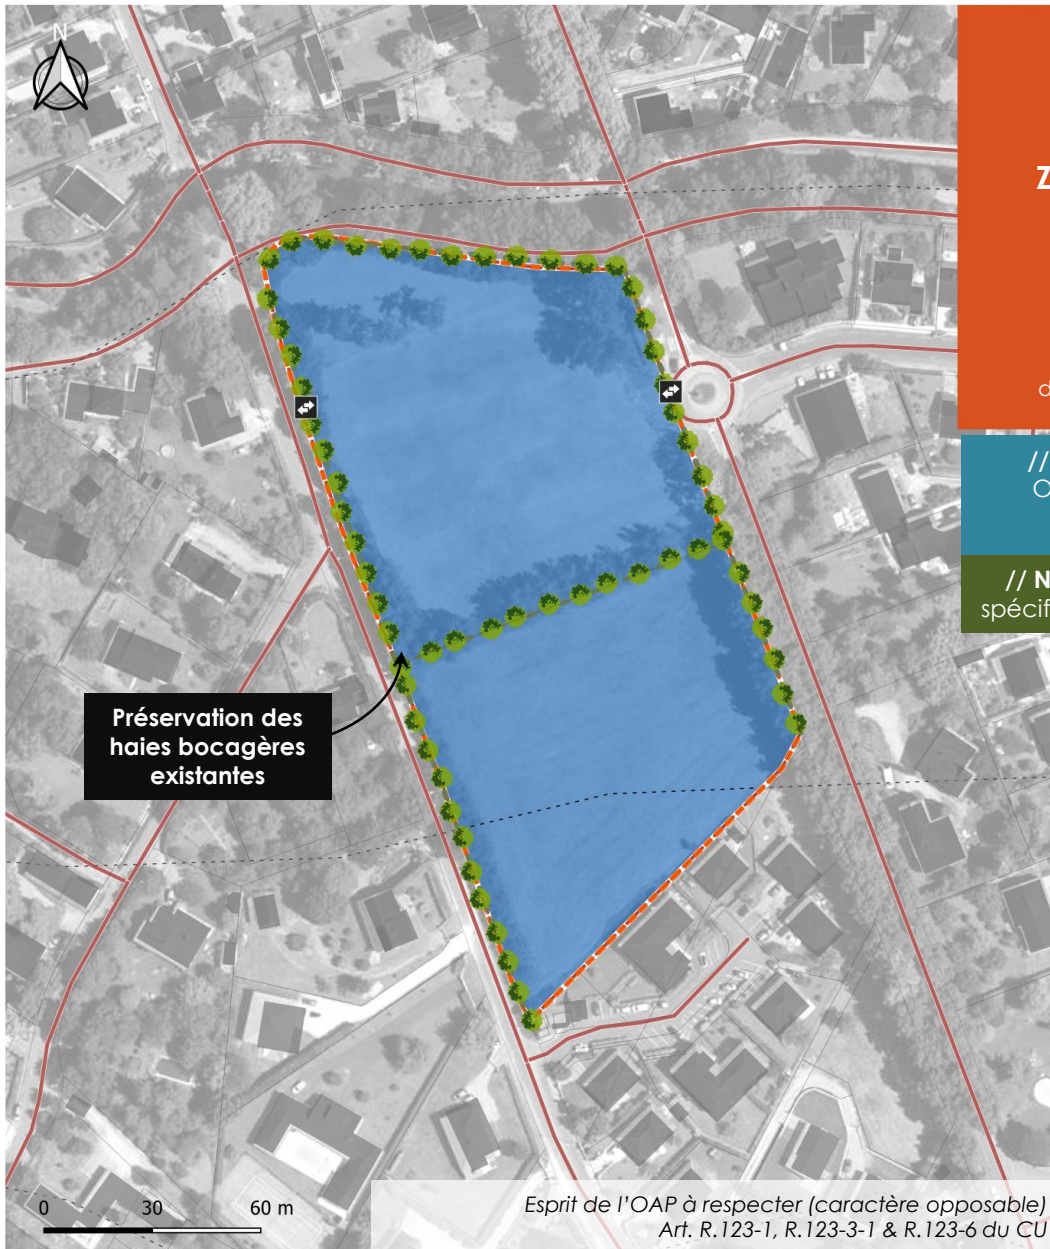 N
Z
d
//
O
// N
spécif
Préservation des
haies bocagères
existantes
0 30 60 m
Esprit de l'OAP à respecter (caractère opposable)
Art. R.123-1, R.123-3-1 & R.123-6 du CU